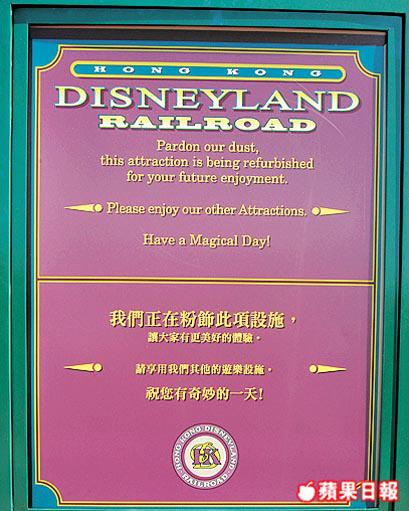 HONG KONG
DISNEYLAND
RAILROAD
Pardon our dust,
this attraction is being refurbished
for your future enjoyment.
Please enjoy our other Attractions.
Have a Magical Day!
我們正在粉飾此項設施，
讓大家有更美好的體驗。
請享用我們其他的遊樂設施。
祝您有奇妙的一天!
HONG KONG DISNEYLAND
RAILROAD
蘋果日報